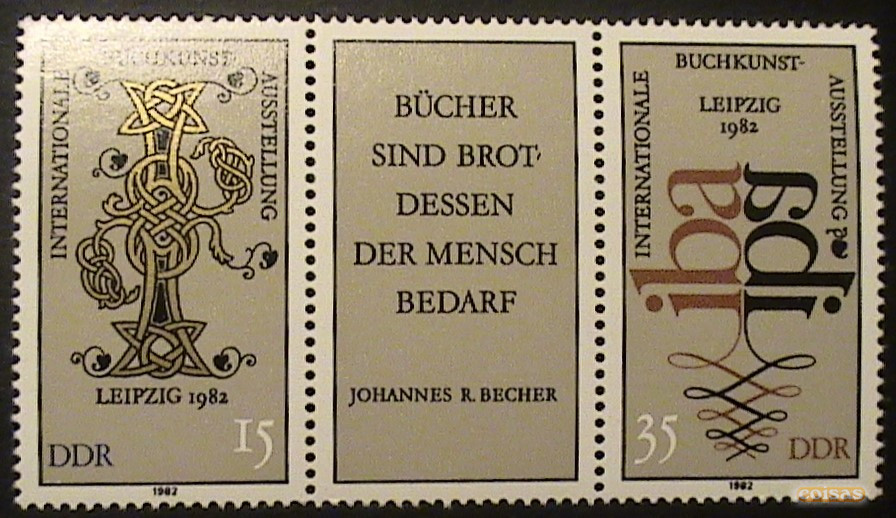 BUCHKUNST-
INTERNATIONALE
AUSSTELLUNG
LEIPZIG 1982
DDR
15
1982
BÜCHER
SIND BROT,
DESSEN
DER MENSCH
BEDARF
JOHANNES R. BECHER
BUCHKUNST-
INTERNATIONALE
AUSSTELLUNG
LEIPZIG
1982
iba
35
DDR
1982
eoisas